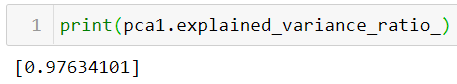 1 print(pca1.explained_variance_ratio_)
[0.97634101]